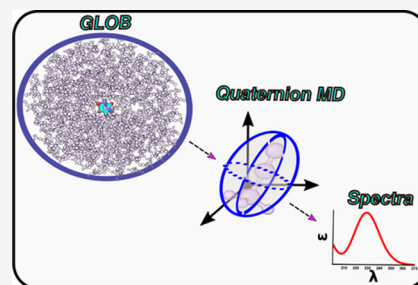 GLOB
Quaternion MD
Spectra
ω
λ